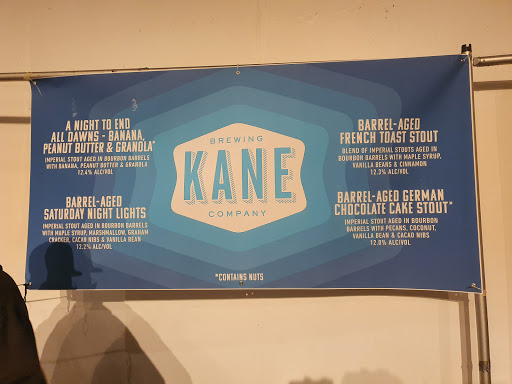 A NIGHT TO END
ALL DAWNS - BANANA,
PEANUT BUTTER & GRANOLA*
IMPERIAL STOUT AGED IN BOURBON BARRELS
WITH BANANA, PEANUT BUTTER & GRANOLA
12.4% ALC/VOL
BARREL-AGED
SATURDAY NIGHT LIGHTS
IMPERIAL STOUT AGED IN BOURBON BARRELS
WITH MAPLE SYRUP, MARSHMALLOW, GRAHAM
CRACKER, CACAO NIBS & VANILLA BEAN
12.2% ALC/VOL
BREWING
KANE
COMPANY
BARREL-AGED
FRENCH TOAST STOUT
BLEND OF IMPERIAL STOUTS AGED IN
BOURBON BARRELS WITH MAPLE SYRUP,
VANILLA BEANS & CINNAMON
12.3% ALC/VOL
BARREL-AGED GERMAN
CHOCOLATE CAKE STOUT*
IMPERIAL STOUT AGED IN BOURBON
BARRELS WITH PECANS, COCONUT,
VANILLA BEAN & CACAO NIBS
12.0% ALC/VOL
*CONTAINS NUTS